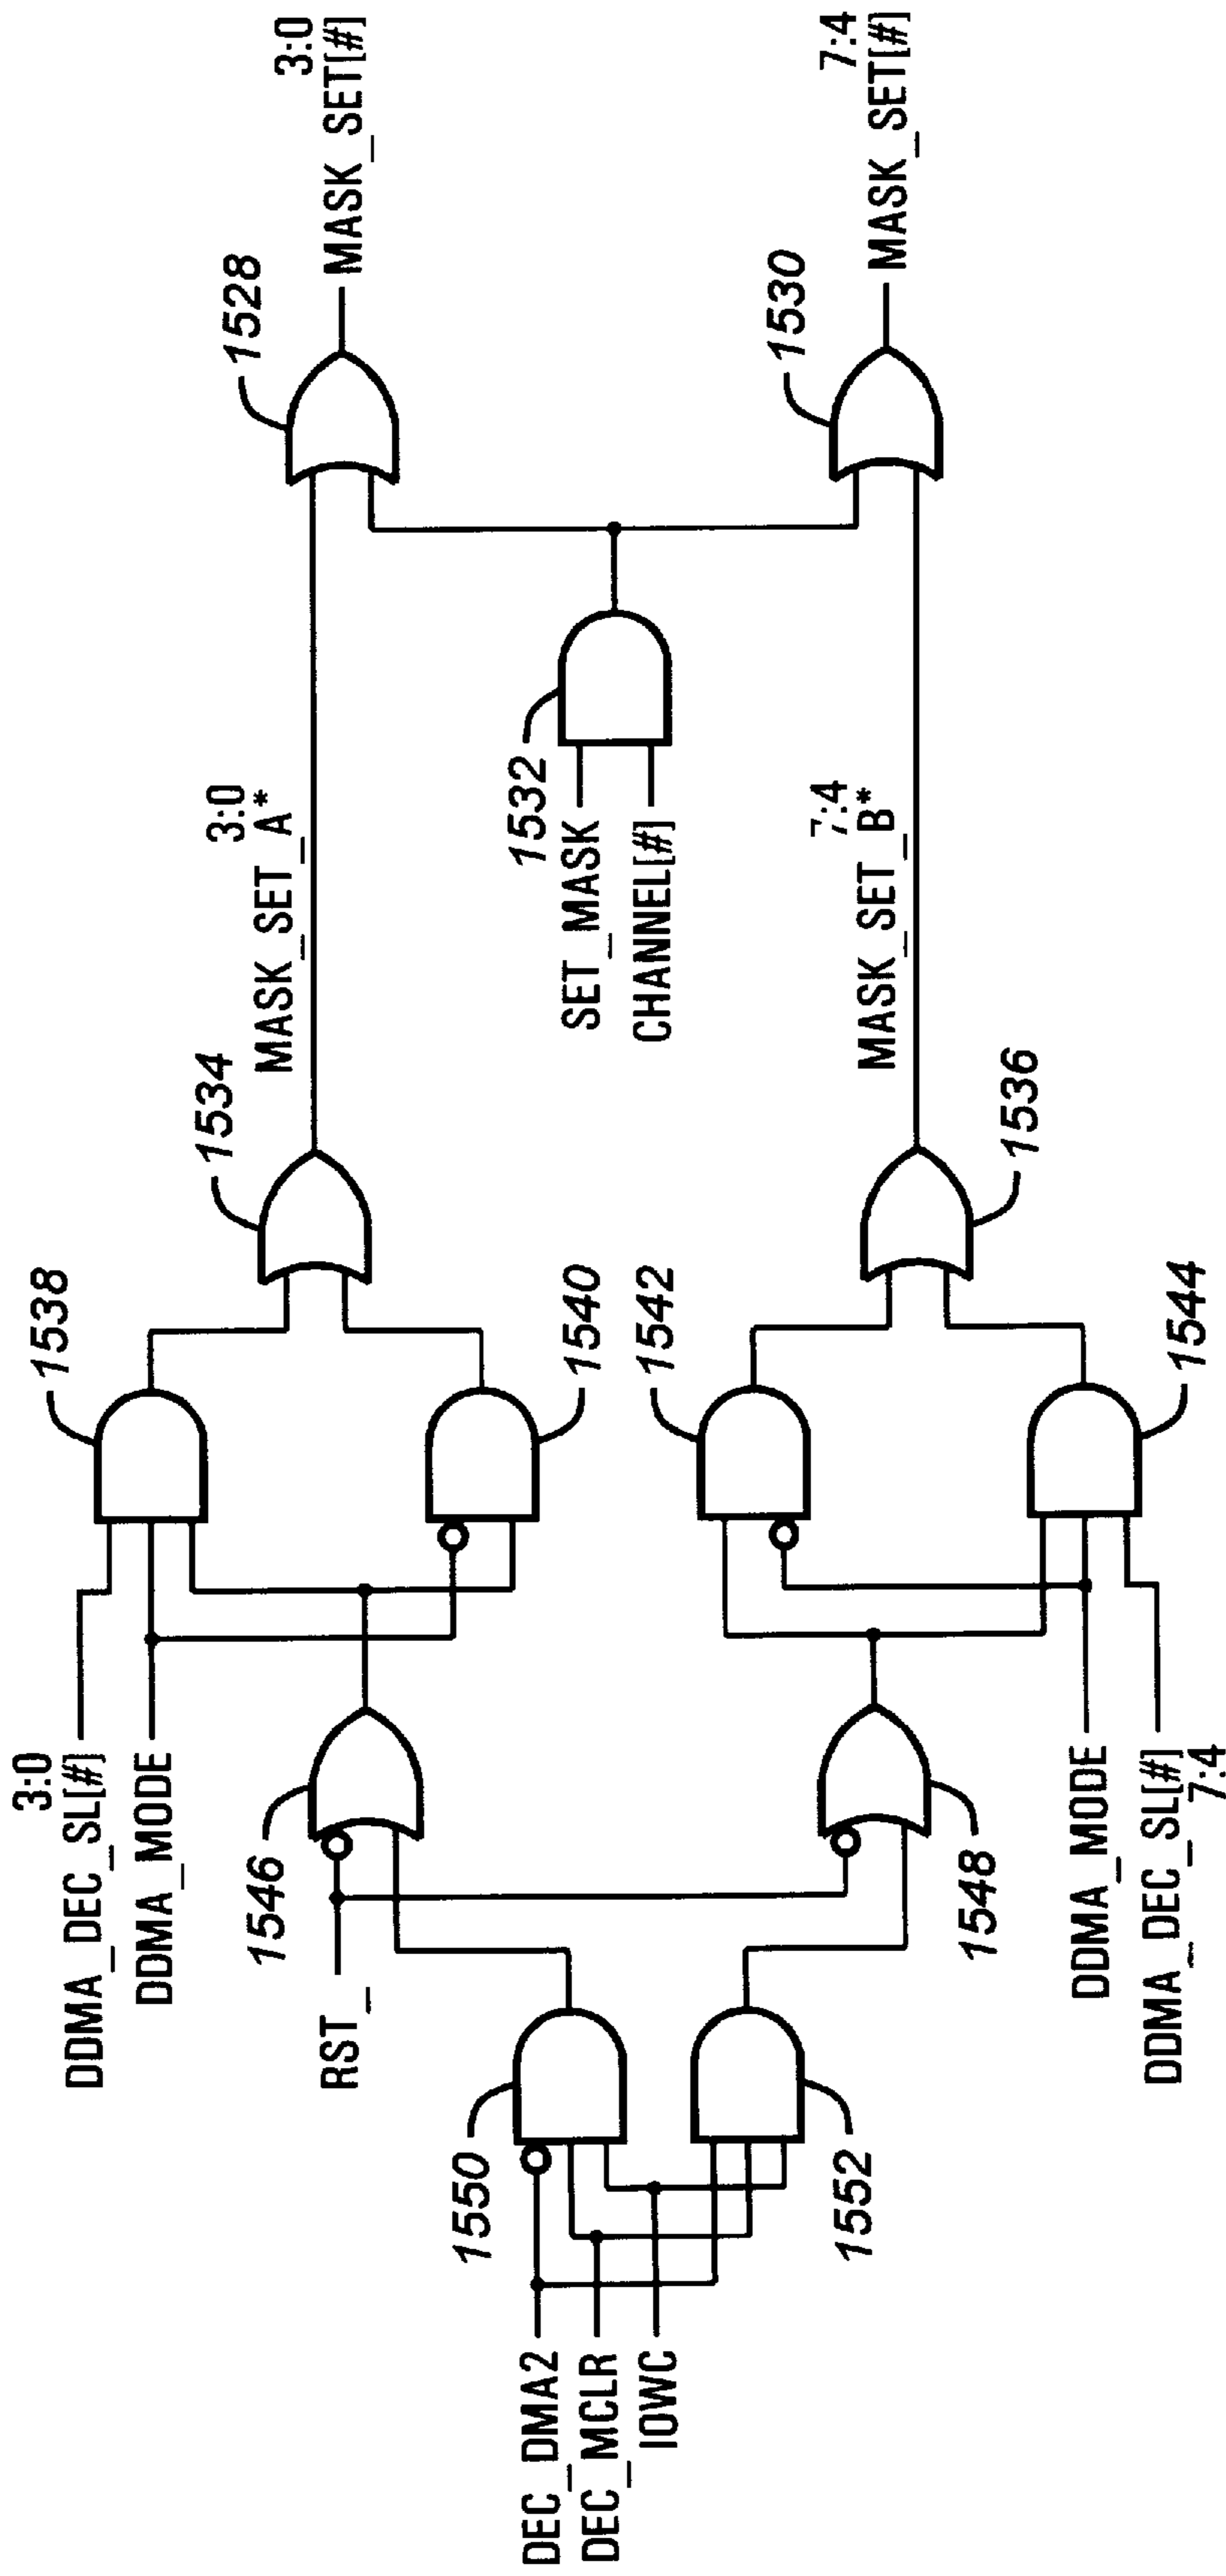 3:0
DDMA_DEC_SL[#]
DDMA_MODE
1538
1534
3:0
MASK_SET_A*
1528
3:0
MASK_SET[#]
1546
RST_
1540
1550
DEC_DMA2
DEC_MCLR
IOWC
1532
SET_MASK
CHANNEL[#]
1542
1552
1548
7:4
MASK_SET_B*
1530
7:4
MASK_SET[#]
1536
1544
DDMA_MODE
DDMA_DEC_SL[#]
7:4